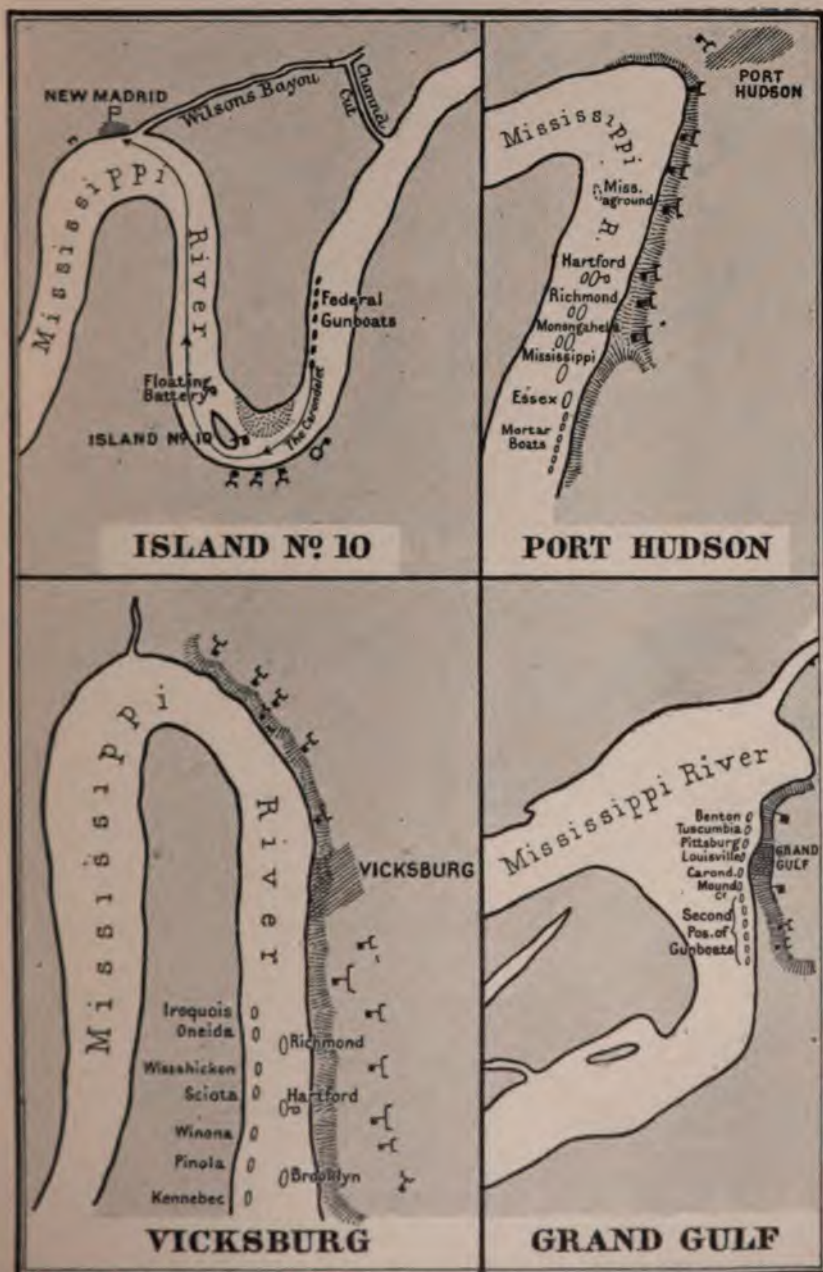 NEW MADRID
Wilsons Bayou
Channel
Cut
Mississippi
River
Federal
Gunboats
Floating
Battery
ISLAND Nº 10
The Carondelet
ISLAND Nº 10
PORT
HUDSON
Mississippi
R.
Miss.
aground
Hartford
Richmond
Monongahela
Mississippi
Essex
Mortar
Boats
PORT HUDSON
Mississippi
River
VICKSBURG
Iroquois
Oneida
Richmond
Wissahicken
Sciota
Hartford
Winona
Pinola
Brooklyn
Kennebec
VICKSBURG
Mississippi River
Benton
Tuscumbia
Pittsburg
Louisville
Carond.
Mound
Cy
GRAND
GULF
Second
Pos. of
Gunboats
GRAND GULF